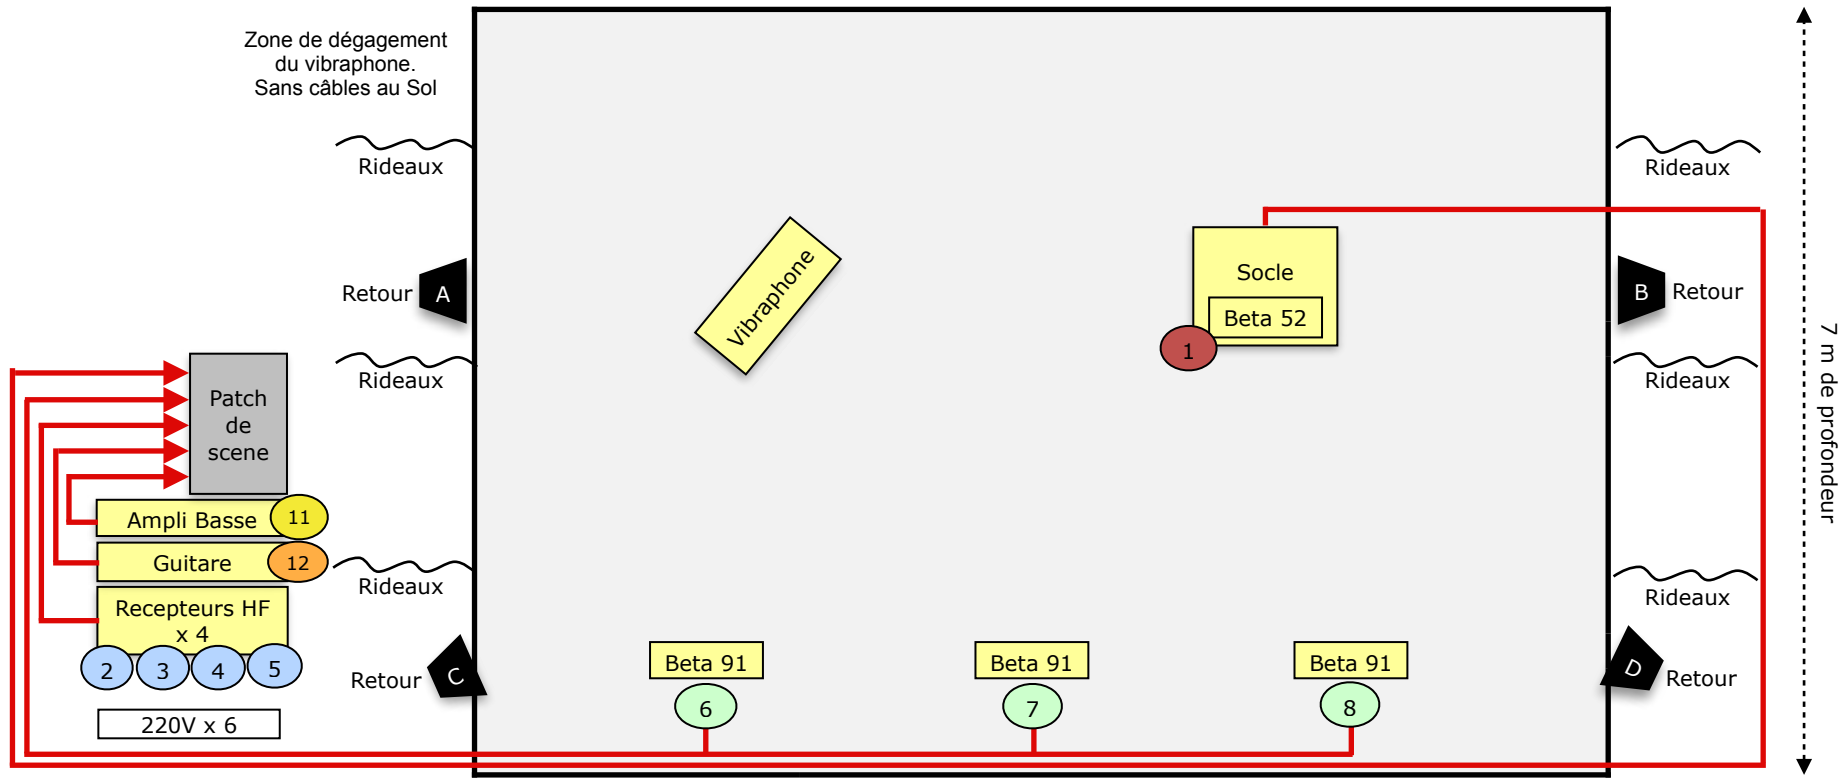 Zone de dégagement
du vibraphone.
Sans câbles au Sol
Rideaux
Rideaux
Retour
A
Vibraphone
Socle
Beta 52
1
B
Retour
Rideaux
Rideaux
7 m de profondeur
Patch
de
scene
Ampli Basse
11
Guitare
12
Recepteurs HF
x 4
2
3
4
5
220V x 6
Rideaux
Rideaux
Retour
C
Beta 91
Beta 91
Beta 91
6
7
8
D
Retour